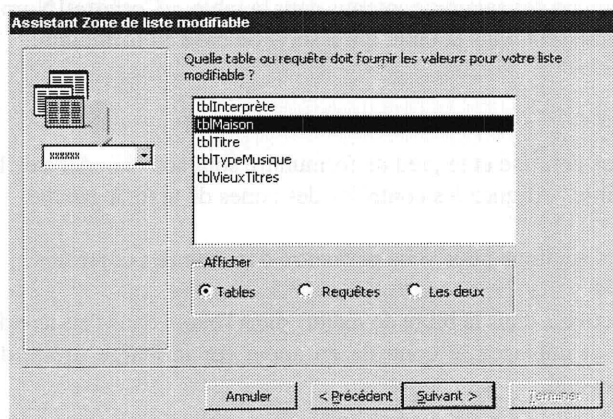 Assistant Zone de liste modifiable
Quelle table ou requête doit fournir les valeurs pour votre liste
modifiable ?
xxxxxx
tblInterprète
tblMaison
tblTitre
tblTypeMusique
tblVieuxTitres
Afficher
Tables Requêtes Les deux
Annuler < Précédent Suivant > Terminer